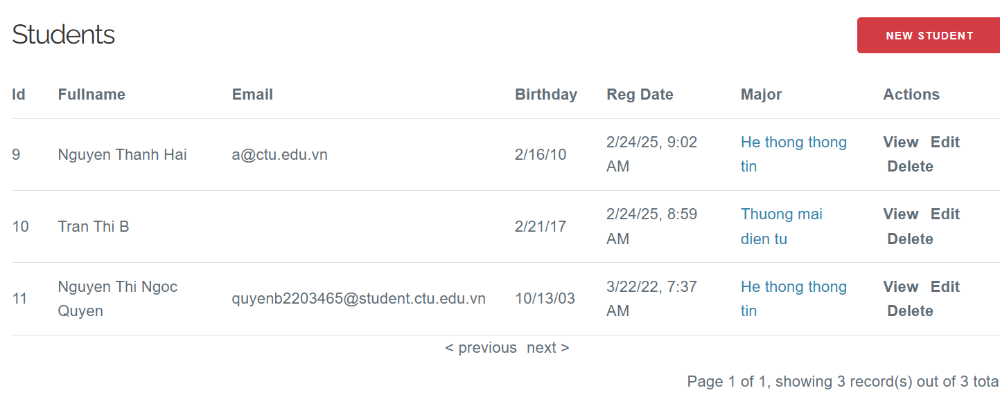 Students
NEW STUDENT
Id Fullname Email Birthday Reg Date Major Actions
9 Nguyen Thanh Hai a@ctu.edu.vn 2/16/10 2/24/25, 9:02 AM He thong thong tin View Edit Delete
10 Tran Thi B 2/21/17 2/24/25, 8:59 AM Thuong mai dien tu View Edit Delete
11 Nguyen Thi Ngoc Quyen quyenb2203465@student.ctu.edu.vn 10/13/03 3/22/22, 7:37 AM He thong thong tin View Edit Delete
< previous next >
Page 1 of 1, showing 3 record(s) out of 3 tota